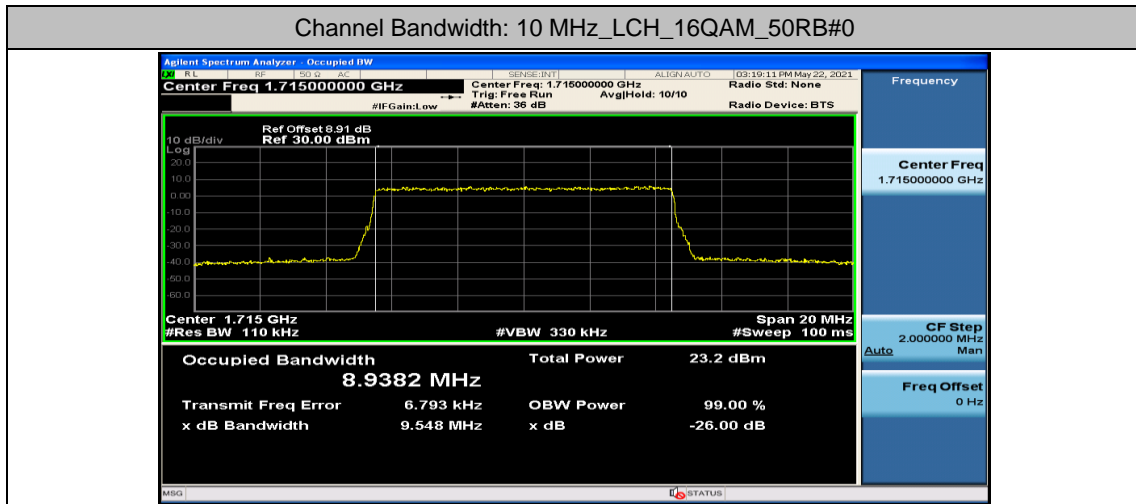 Channel Bandwidth: 10 MHz_LCH_16QAM_50RB#0
Agilent Spectrum Analyzer - Occupied BW
LXI RL RF 50 Ω AC SENSE:INT ALIGN AUTO 03:19:11 PM May 22, 2021
Center Freq 1.715000000 GHz Center Freq: 1.715000000 GHz Radio Std: None
Trig: Free Run Avg|Hold: 10/10
#IFGain:Low #Atten: 36 dB Radio Device: BTS
Frequency
Ref Offset 8.91 dB
10 dB/div Ref 30.00 dBm
Log
20.0
10.0
0.00
-10.0
-20.0
-30.0
-40.0
-50.0
-60.0
Center Freq
1.715000000 GHz
Center 1.715 GHz Span 20 MHz
#Res BW 110 kHz #VBW 330 kHz #Sweep 100 ms
CF Step
2.000000 MHz
Auto Man
Occupied Bandwidth Total Power 23.2 dBm
8.9382 MHz
Freq Offset
0 Hz
Transmit Freq Error 6.793 kHz OBW Power 99.00 %
x dB Bandwidth 9.548 MHz x dB -26.00 dB
MSG STATUS